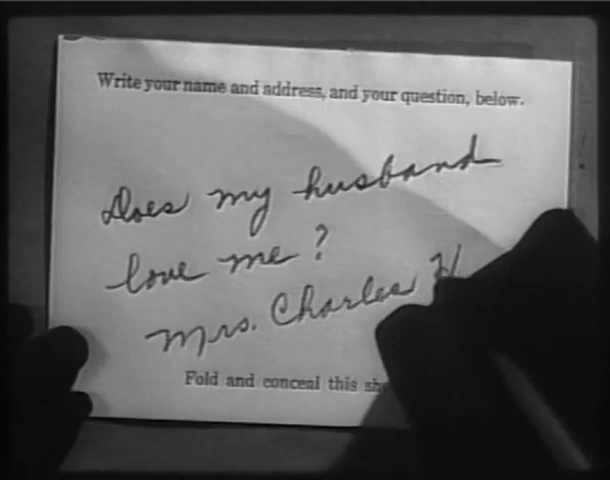 Write your name and address, and your question, below.
Does my husband
love me?
Mrs. Charles H
Fold and conceal this